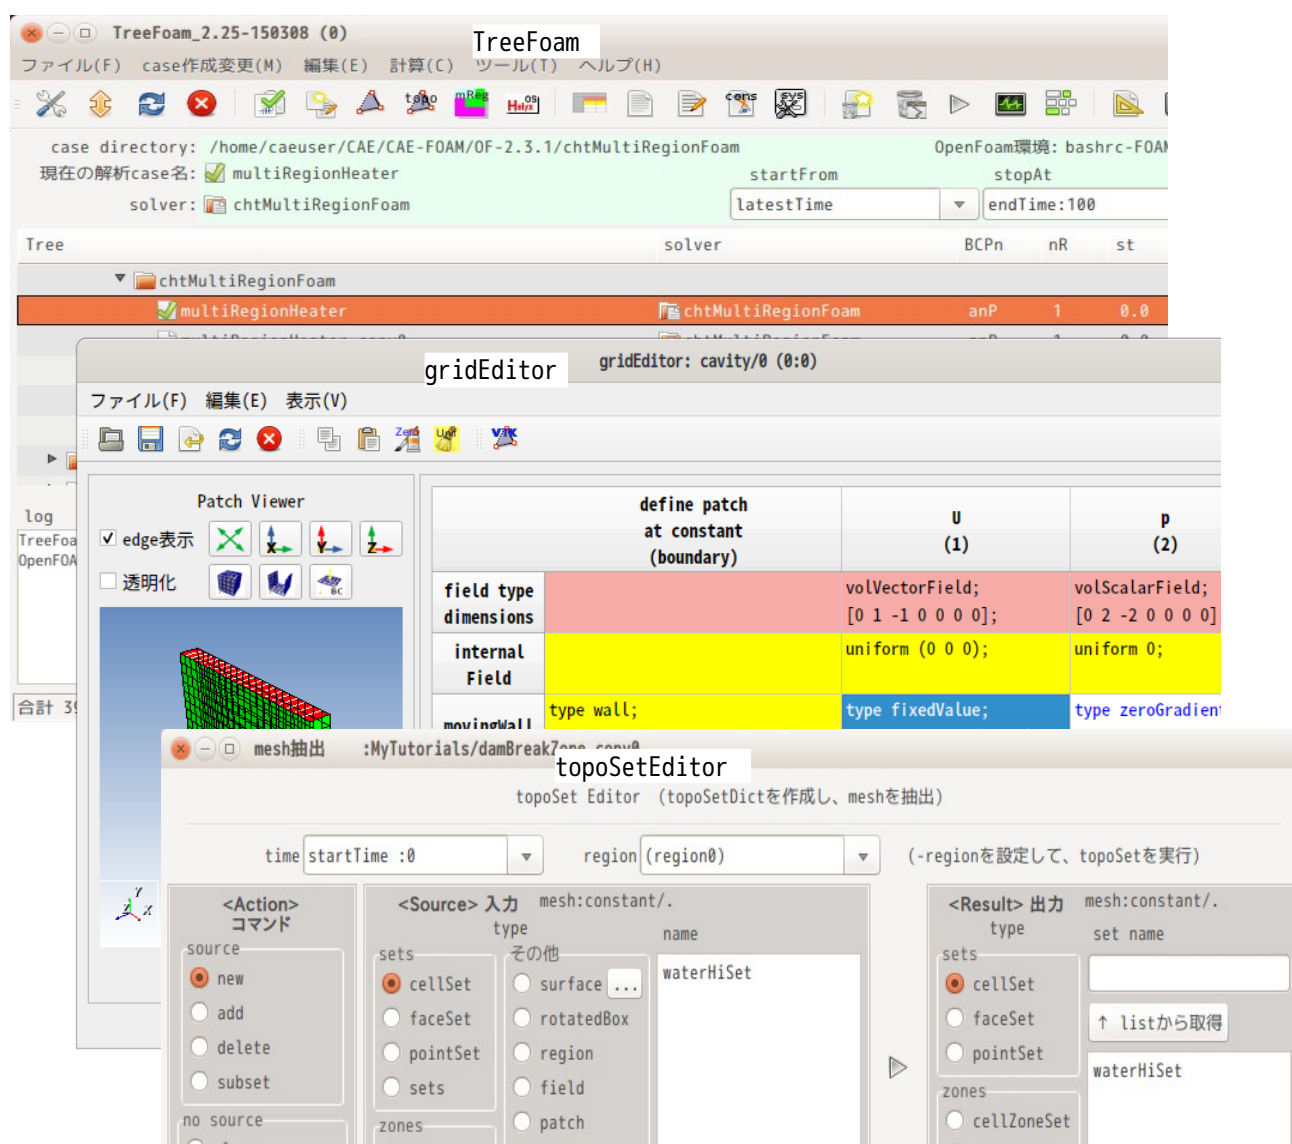 TreeFoam_2.25-150308 (0)
TreeFoam
ファイル(F) case作成変更(M) 編集(E) 計算(C) ツール(T) ヘルプ(H)
topo mReg Helyx OS cons sys
case directory: /home/caeuser/CAE/CAE-FOAM/OF-2.3.1/chtMultiRegionFoam OpenFoam環境: bashrc-FOAM
現在の解析case名: multiRegionHeater startFrom stopAt
solver: chtMultiRegionFoam latestTime endTime:100
Tree solver BCPn nR st
chtMultiRegionFoam
multiRegionHeater chtMultiRegionFoam anP 1 0.0
gridEditor
gridEditor: cavity/0 (0:0)
ファイル(F) 編集(E) 表示(V)
Zero Unif VTK
Patch Viewer
edge表示 X Y Z
透明化 BC
define patch
at constant
(boundary)
U
(1)
p
(2)
field type
dimensions
volVectorField;
[0 1 -1 0 0 0 0];
volScalarField;
[0 2 -2 0 0 0 0]
internal
Field
uniform (0 0 0);
uniform 0;
movingWall
type wall;
type fixedValue;
type zeroGradient
Y
Z X
log
TreeFoa
OpenFOA
合計 39
mesh抽出 :MyTutorials/damBreakZone_copy0
topoSetEditor
topoSet Editor (topoSetDictを作成し、meshを抽出)
time startTime :0 region (region0) (-regionを設定して、topoSetを実行)
<Action>
コマンド
source
new
add
delete
subset
no source
<Source> 入力 mesh:constant/.
type name
sets
cellSet
faceSet
pointSet
sets
zones
その他
surface ...
rotatedBox
region
field
patch
waterHiSet
<Result> 出力 mesh:constant/.
type set name
sets
cellSet
faceSet
pointSet
zones
cellZoneSet
↑ listから取得
waterHiSet